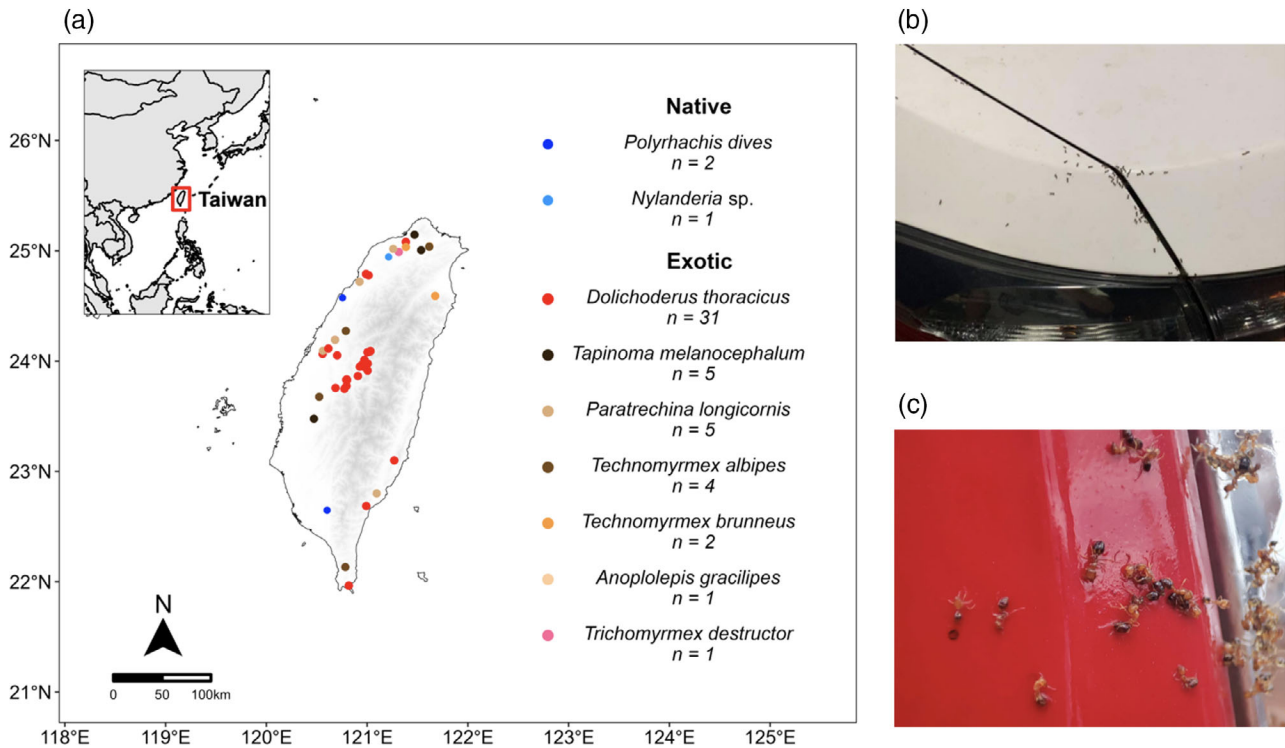 (a)
Taiwan
26°N
25°N
24°N
23°N
22°N
21°N
118°E 119°E 120°E 121°E 122°E 123°E 124°E 125°E
N
0 50 100km
Native
Polyrhachis dives
n = 2
Nylanderia sp.
n = 1
Exotic
Dolichoderus thoracicus
n = 31
Tapinoma melanocephalum
n = 5
Paratrechina longicornis
n = 5
Technomyrmex albipes
n = 4
Technomyrmex brunneus
n = 2
Anoplolepis gracilipes
n = 1
Trichomyrmex destructor
n = 1
(b)
(c)